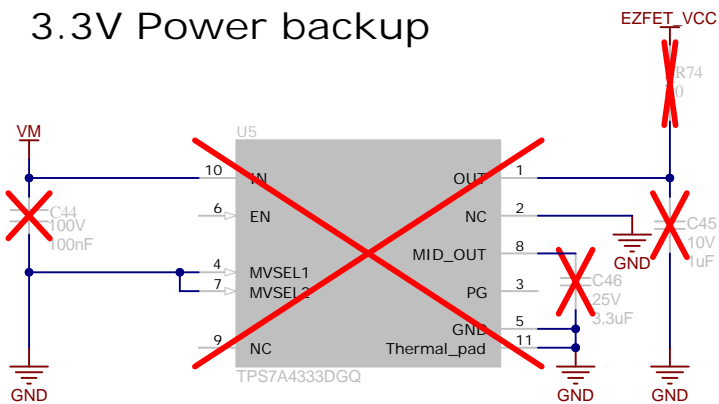 3.3V Power backup
EZFET_VCC
R74
0
VM
U5
10 IN OUT 1
C44
100V
100nF
6 EN NC 2
C45
10V
1uF
GND
MID_OUT 8
4 MVSEL1
7 MVSEL2
PG 3
C46
25V
3.3uF
GND 5
9 NC Thermal_pad 11
TPS7A4333DGQ
GND GND GND